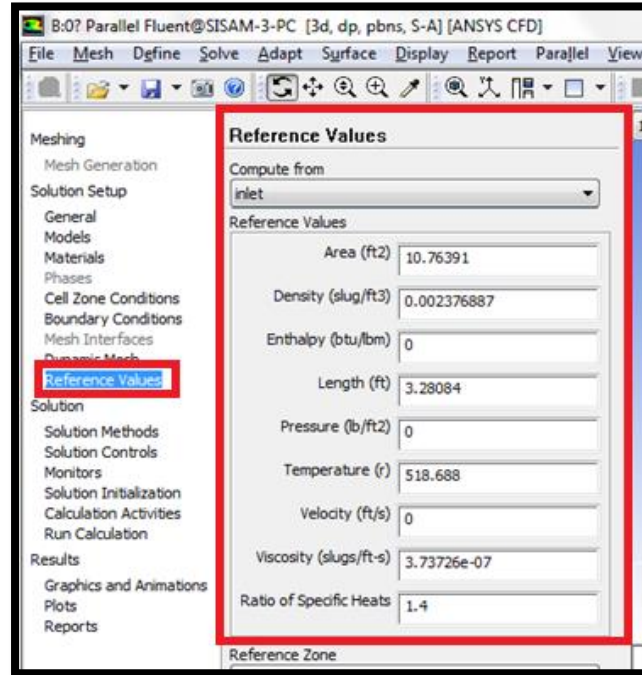 B:0? Parallel Fluent@SISAM-3-PC [3d, dp, pbns, S-A] [ANSYS CFD]
File Mesh Define Solve Adapt Surface Display Report Parallel View
Meshing
Mesh Generation
Solution Setup
General
Models
Materials
Phases
Cell Zone Conditions
Boundary Conditions
Mesh Interfaces
Dynamic Mesh
Reference Values
Solution
Solution Methods
Solution Controls
Monitors
Solution Initialization
Calculation Activities
Run Calculation
Results
Graphics and Animations
Plots
Reports
Reference Values
Compute from
inlet
Reference Values
Area (ft2) 10.76391
Density (slug/ft3) 0.002376887
Enthalpy (btu/lbm) 0
Length (ft) 3.28084
Pressure (lb/ft2) 0
Temperature (r) 518.688
Velocity (ft/s) 0
Viscosity (slugs/ft-s) 3.73726e-07
Ratio of Specific Heats 1.4
Reference Zone
1